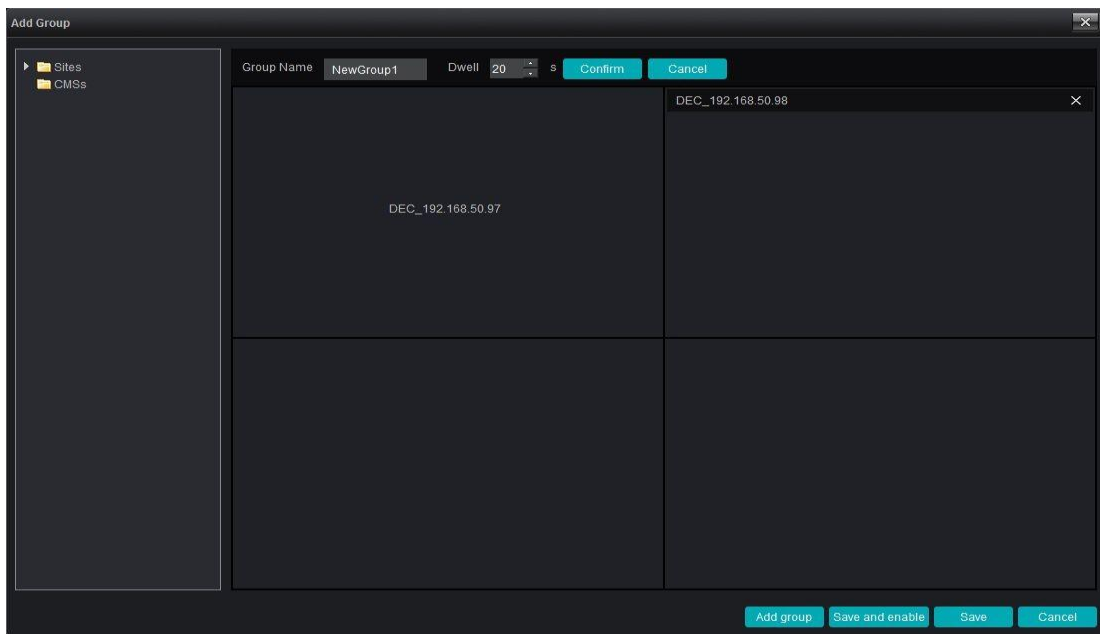 Add Group
Sites
CMSs
Group Name NewGroup1 Dwell 20 s Confirm Cancel
DEC_192.168.50.98
DEC_192.168.50.97
Add group Save and enable Save Cancel